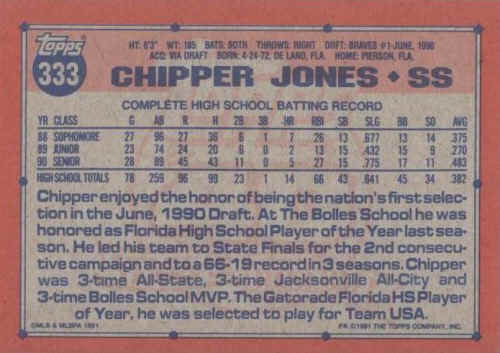 Topps
333
HT: 6'3" WT: 185 BATS: BOTH THROWS: RIGHT DRFT: BRAVES #1-JUNE, 1990
ACQ: VIA DRAFT BORN: 4-24-72, DE LAND, FLA. HOME: PIERSON, FLA.
CHIPPER JONES • SS
COMPLETE HIGH SCHOOL BATTING RECORD
YR CLASS G AB R H 2B 3B HR RBI SB SLG BB SO AVG
88 SOPHOMORE 27 96 27 36 8 1 7 26 13 .677 13 14 .375
89 JUNIOR 23 74 24 20 4 0 2 13 15 .432 15 9 .270
90 SENIOR 28 89 45 43 11 0 5 27 15 .775 17 11 .483
HIGH SCHOOL TOTALS 78 259 96 99 23 1 14 66 43 .641 45 34 .382
Chipper enjoyed the honor of being the nation's first selec-
tion in the June, 1990 Draft. At The Bolles School he was
honored as Florida High School Player of the Year last sea-
son. He led his team to State Finals for the 2nd consecu-
tive campaign and to a 66-19 record in 3 seasons. Chipper
was 3-time All-State, 3-time Jacksonville All-City and
3-time Bolles School MVP. The Gatorade Florida HS Player
of Year, he was selected to play for Team USA.
©MLB & MLBPA 1991
PA ©1991 THE TOPPS COMPANY, INC.